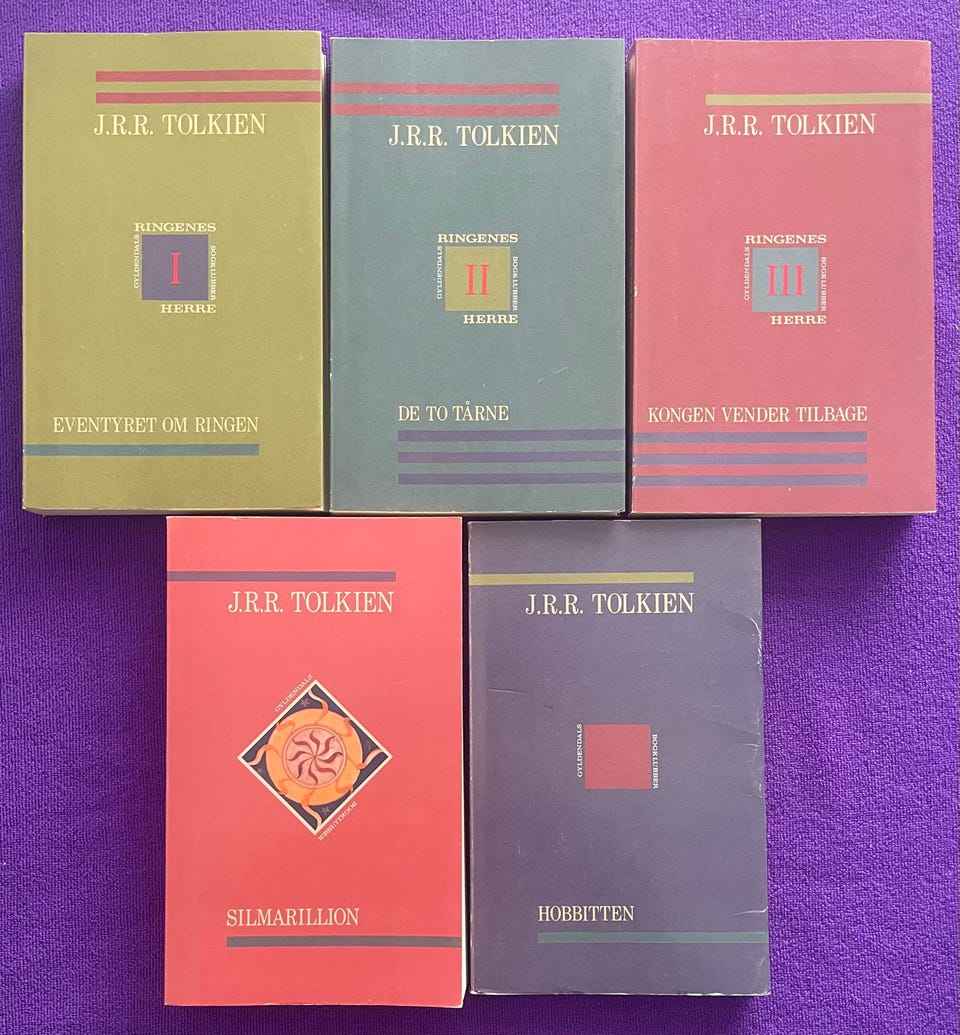 J.R.R. TOLKIEN
RINGENES
GYLDENDALS
I
BOGKLUBBER
HERRE
EVENTYRET OM RINGEN
J.R.R. TOLKIEN
RINGENES
GYLDENDALS
II
BOGKLUBBER
HERRE
DE TO TÅRNE
J.R.R. TOLKIEN
RINGENES
GYLDENDALS
III
BOGKLUBBER
HERRE
KONGEN VENDER TILBAGE
J.R.R. TOLKIEN
GYLDENDALS
BOGKLUBBER
SILMARILLION
J.R.R. TOLKIEN
GYLDENDALS
BOGKLUBBER
HOBBITTEN